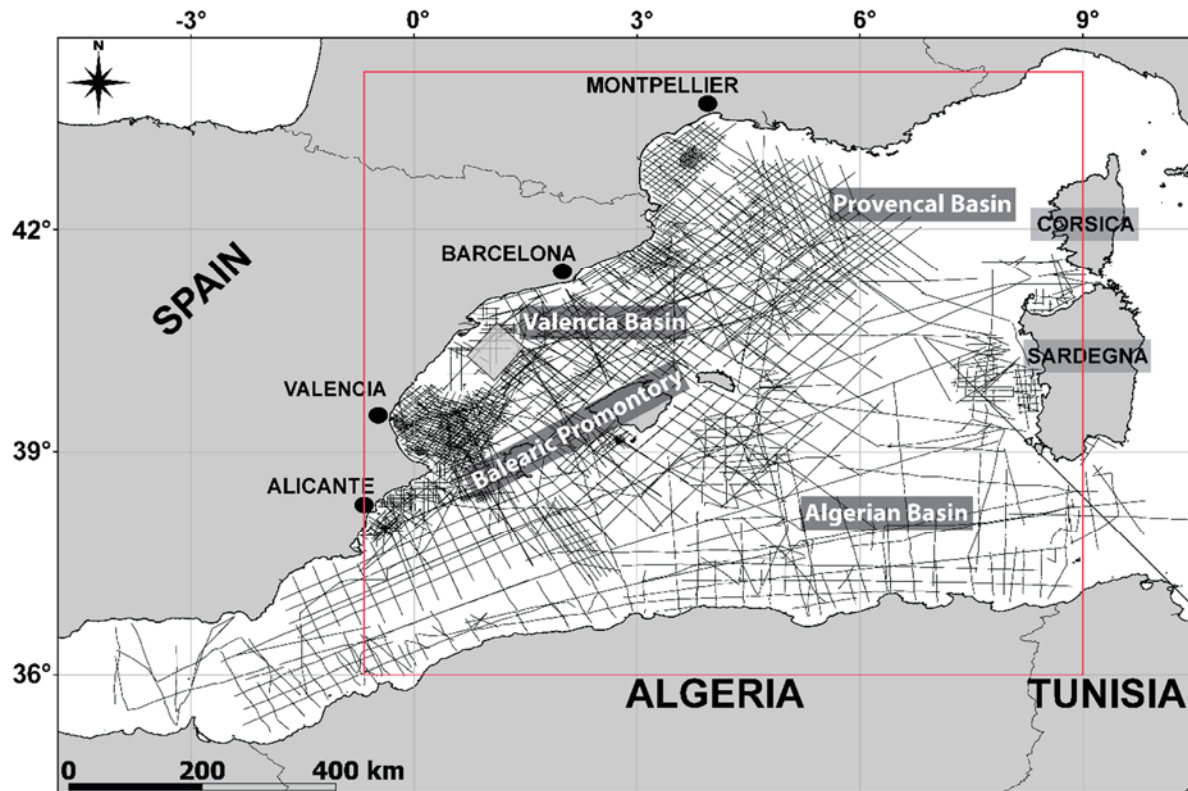 -3°
0°
3°
6°
9°
N
MONTPELLIER
42°
Provencal Basin
CORSICA
BARCELONA
SPAIN
Valencia Basin
SARDEGNA
VALENCIA
39°
Balearic Promontory
ALICANTE
Algerian Basin
36°
ALGERIA
TUNISIA
0
200
400 km